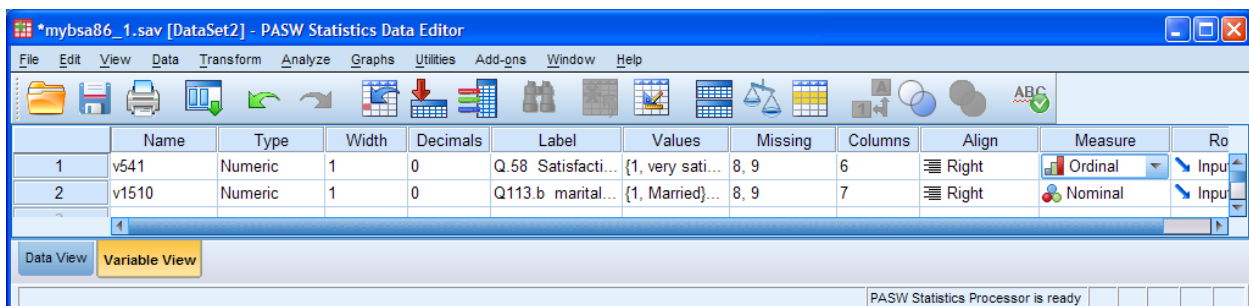 *mybsa86_1.sav [DataSet2] - PASW Statistics Data Editor
File Edit View Data Transform Analyze Graphs Utilities Add-ons Window Help
A 1 ABC
Name Type Width Decimals Label Values Missing Columns Align Measure Ro
1 v541 Numeric 1 0 Q.58 Satisfacti... {1, very sati... 8, 9 6 Right Ordinal Input
2 v1510 Numeric 1 0 Q113.b marital... {1, Married}... 8, 9 7 Right Nominal Input
Data View Variable View
PASW Statistics Processor is ready